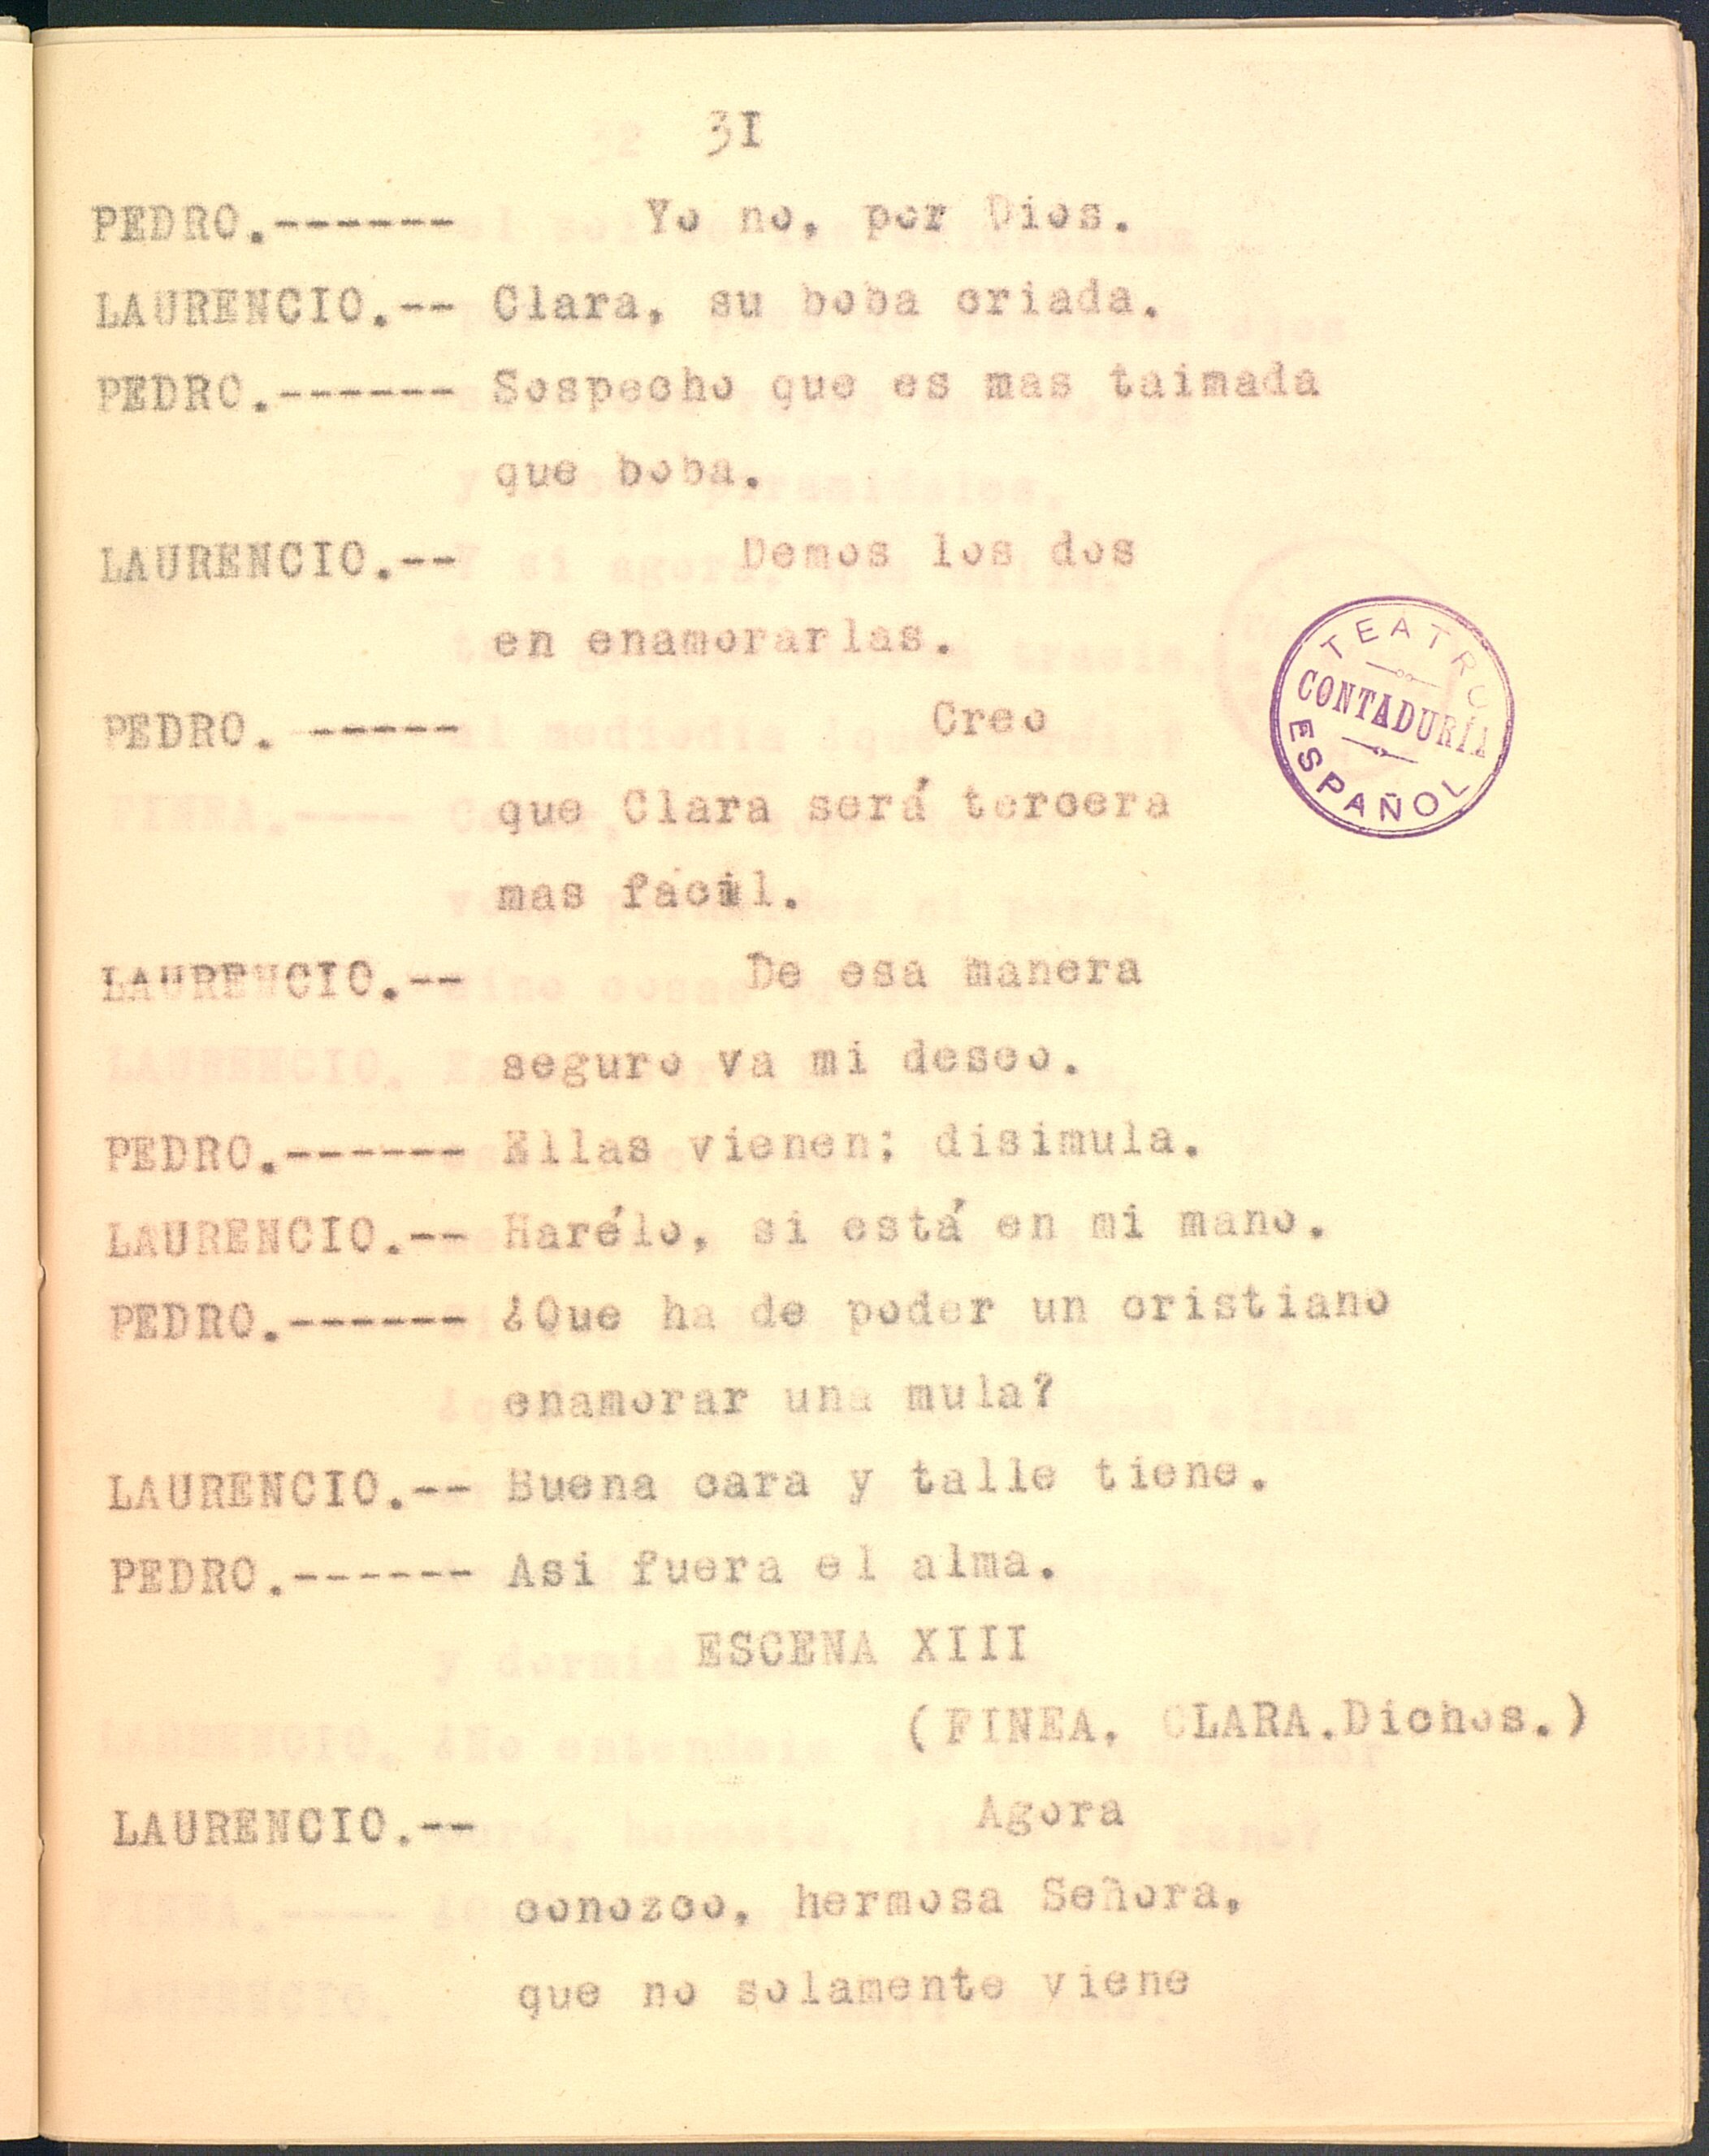 31
PEDRO.------ Yo no, por Dios.
LAURENCIO.-- Clara, su boba criada.
PEDRO.------ Sospecho que es mas taimada
que boba.
LAURENCIO.-- Demos los dos
en enamorarlas.
PEDRO. ----- Creo
que Clara será tercera
mas facil.
LAURENCIO.-- De esa manera
seguro va mi deseo.
PEDRO.------ Ellas vienen; disimula.
LAURENCIO.-- Harélo, si está en mi mano.
PEDRO.------ ¿Que ha de poder un cristiano
enamorar una mula?
LAURENCIO.-- Buena cara y talle tiene.
PEDRO.------ Asi fuera el alma.
ESCENA XIII
(FINEA, CLARA.Dichos.)
LAURENCIO.-- Agora
conozco, hermosa Señora,
que no solamente viene
TEATRO
CONTADURÍA
ESPAÑOL